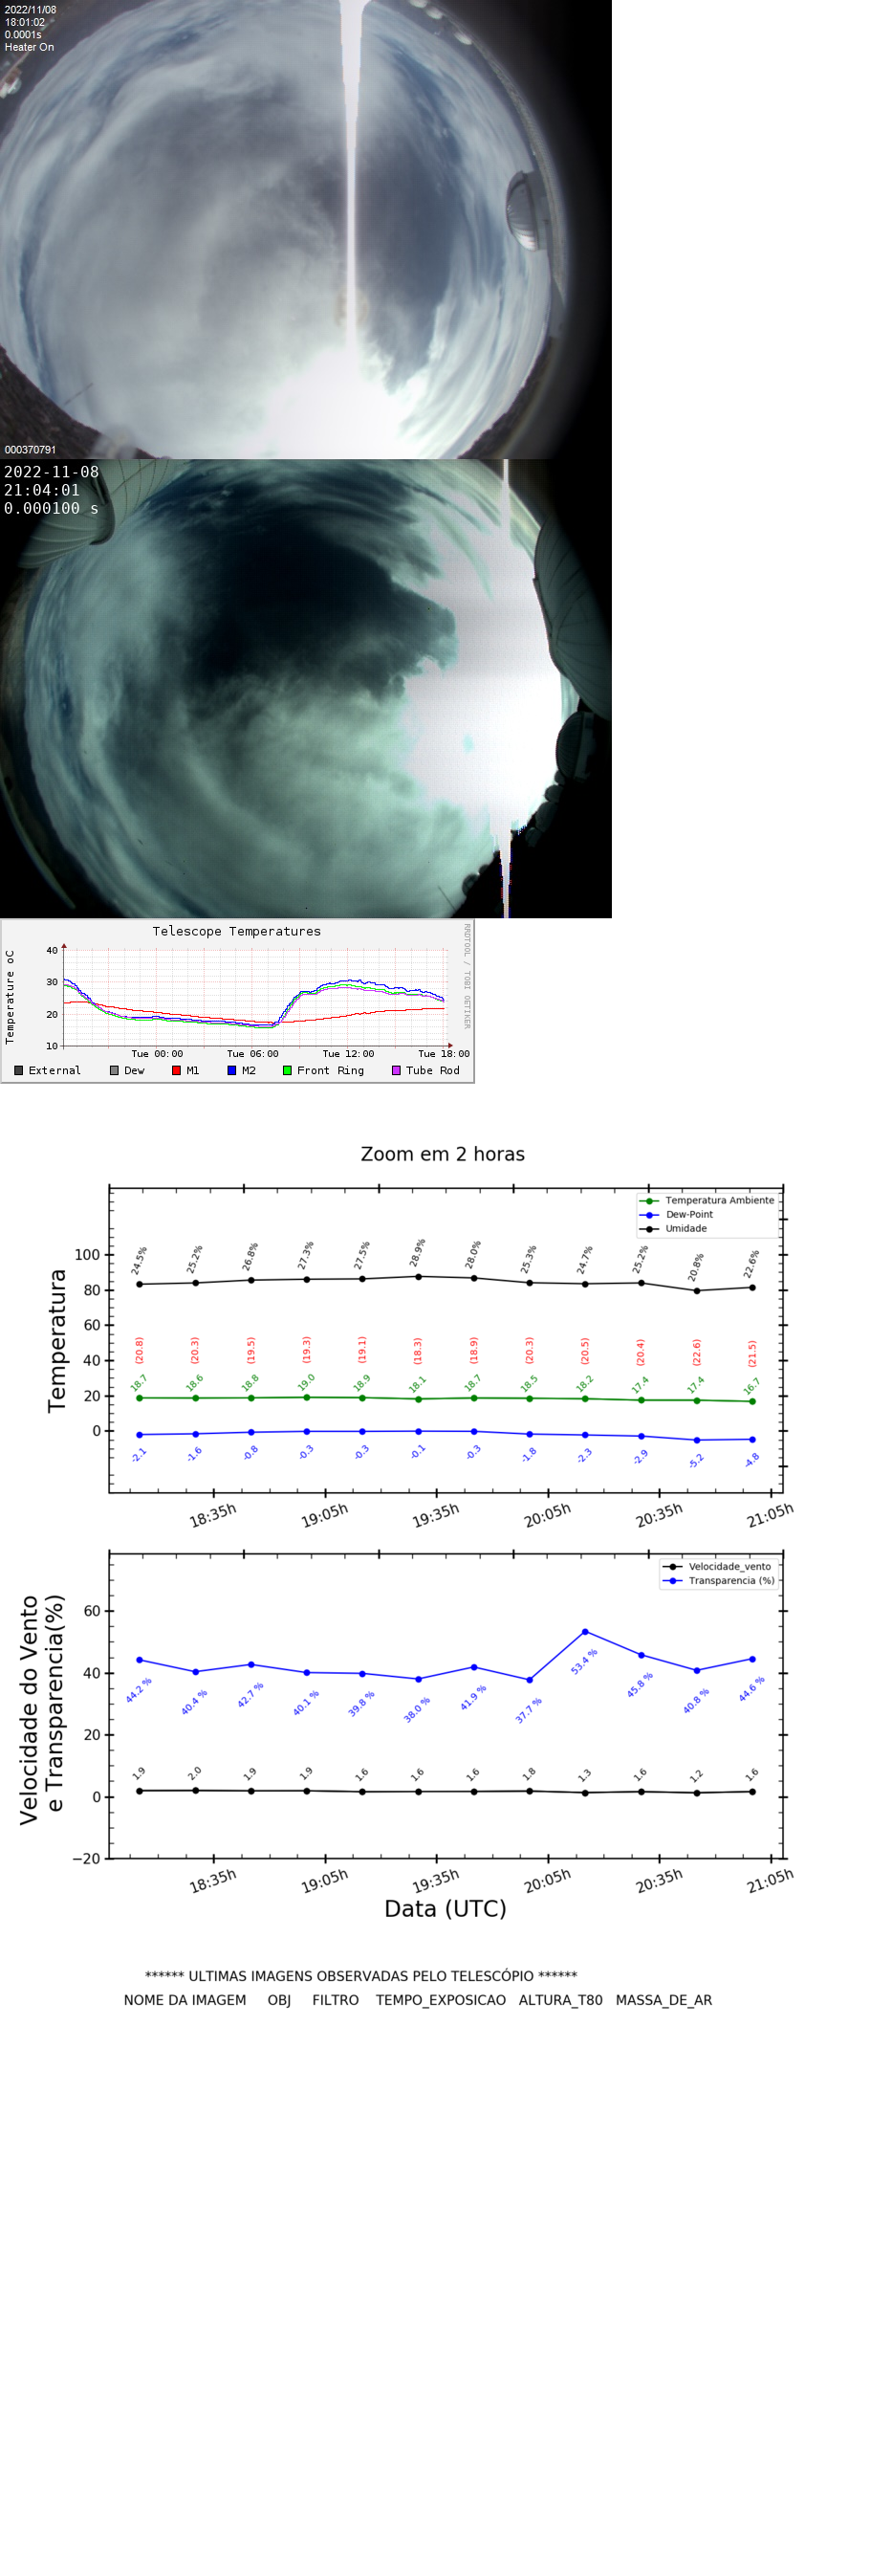 2022/11/08
18:01:02
0.0001s
Heater On
000370791
2022-11-08
21:04:01
0.000100 s
Telescope Temperatures
RRDTOOL / TOBI OETIKER
Temperature oC
40
30
20
10
Tue 00:00 Tue 06:00 Tue 12:00 Tue 18:00
External Dew M1 M2 Front Ring Tube Rod
Zoom em 2 horas
Temperatura Ambiente
Dew-Point
Umidade
Temperatura
100
80
60
40
20
0
24.5% 25.2% 26.8% 27.3% 27.5% 28.9% 28.0% 25.3% 24.7% 25.2% 20.8% 22.6%
(20.8) (20.3) (19.5) (19.3) (19.1) (18.3) (18.9) (20.3) (20.5) (20.4) (22.6) (21.5)
18.7 18.6 18.8 19.0 18.9 18.1 18.7 18.5 18.2 17.4 17.4 16.7
-2.1 -1.6 -0.8 -0.3 -0.3 -0.1 -0.3 -1.8 -2.3 -2.9 -5.2 -4.8
18:35h 19:05h 19:35h 20:05h 20:35h 21:05h
Velocidade_vento
Transparencia (%)
Velocidade do Vento
e Transparencia(%)
60
40
20
0
−20
44.2 % 40.4 % 42.7 % 40.1 % 39.8 % 38.0 % 41.9 % 37.7 % 53.4 % 45.8 % 40.8 % 44.6 %
1.9 2.0 1.9 1.9 1.6 1.6 1.6 1.8 1.3 1.6 1.2 1.6
18:35h 19:05h 19:35h 20:05h 20:35h 21:05h
Data (UTC)
****** ULTIMAS IMAGENS OBSERVADAS PELO TELESCÓPIO ******
NOME DA IMAGEM OBJ FILTRO TEMPO_EXPOSICAO ALTURA_T80 MASSA_DE_AR